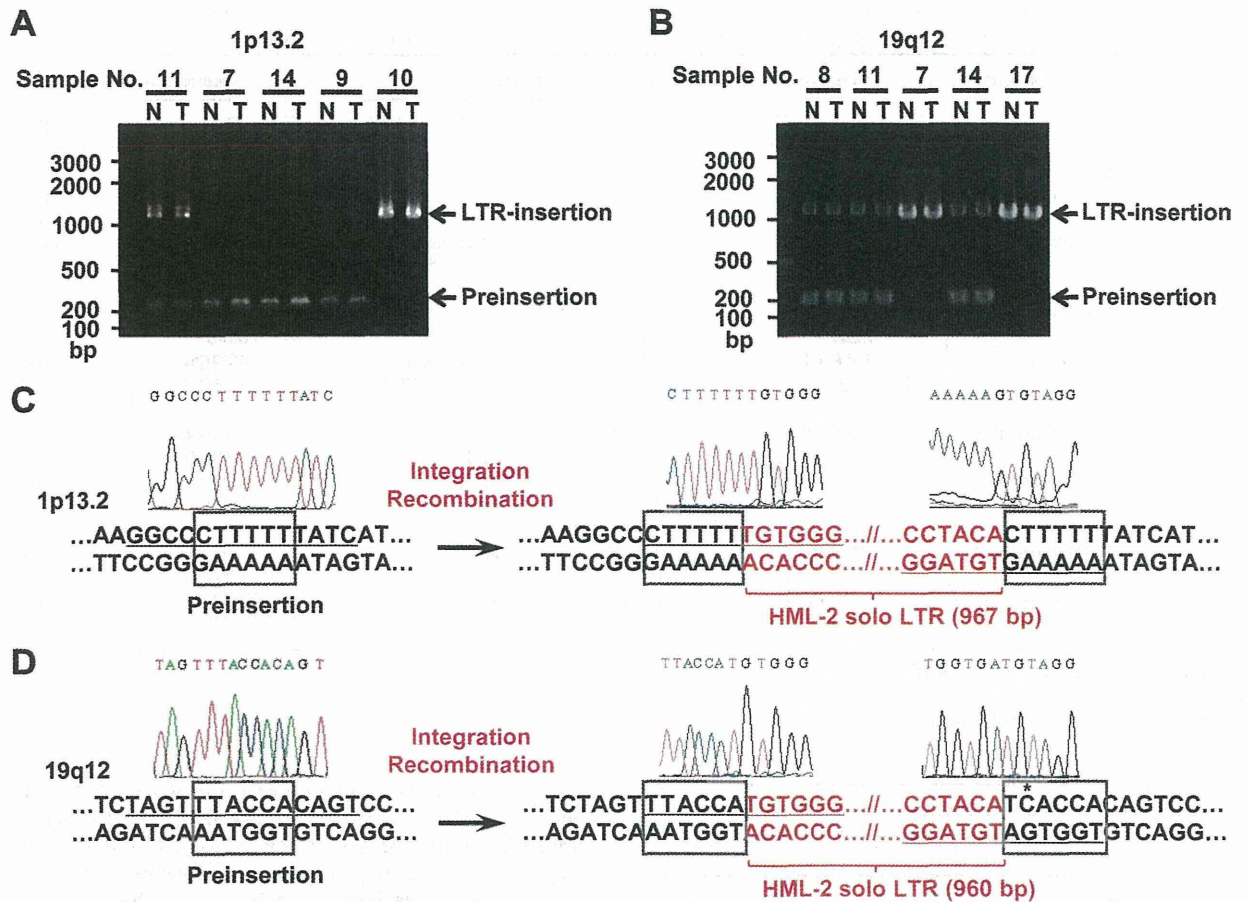 A
1p13.2
Sample No. 11 7 14 9 10
N T N T N T N T N T
3000
2000
1000
500
200
100
bp
LTR-insertion
Preinsertion
B
19q12
Sample No. 8 11 7 14 17
N T N T N T N T N T
3000
2000
1000
500
200
100
bp
LTR-insertion
Preinsertion
C
GGCCCTTTTTTATC
CTTTTTTGTGGG
AAAAAGTGTAGG
1p13.2
Integration
Recombination
...AAGGCCCTTTTTTATCAT...
...TTCCGGGAAAAAATAGTA...
Preinsertion
...AAGGCCCTTTTTTGTGGG...//...CCTACACTTTTTTATCAT...
...TTCCGGGAAAAAACACCC...//...GGATGTGAAAAAATAGTA...
HML-2 solo LTR (967 bp)
D
TAGTTTACCACAGT
TTACCATGTGGG
TGGTGATGTAGG
19q12
Integration
Recombination
...TCTAGTTTACCACAGTCC...
...AGATCAAATGGTGTCAGG...
Preinsertion
*
...TCTAGTTTACCATGTGGG...//...CCTACATCACCACAGTCC...
...AGATCAAATGGTACACCC...//...GGATGTAGTGGTGTCAGG...
HML-2 solo LTR (960 bp)